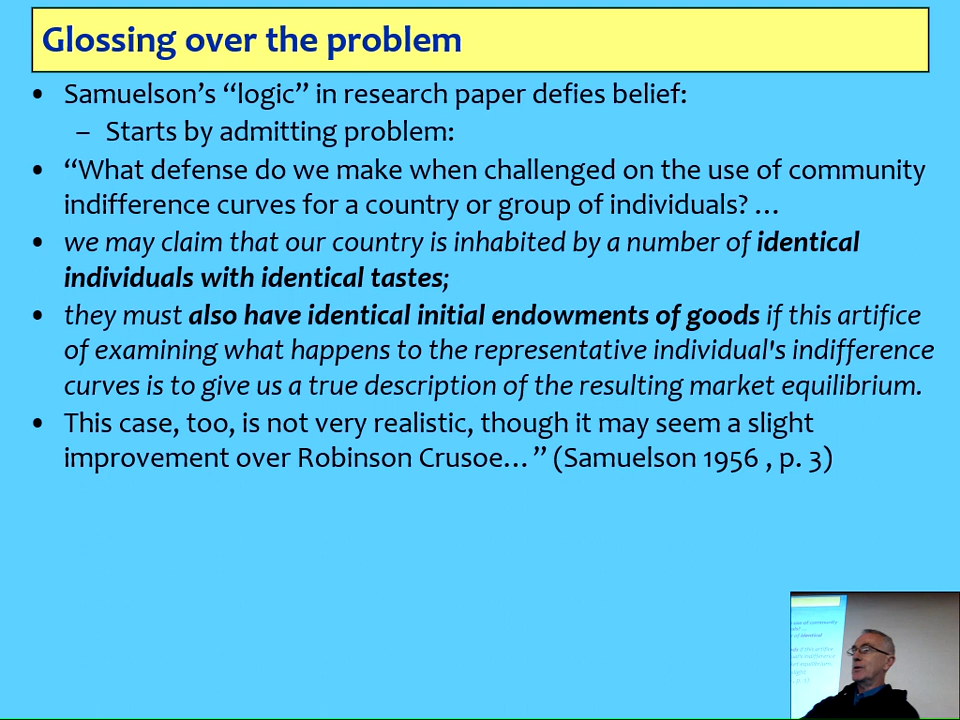 Glossing over the problem
• Samuelson’s “logic” in research paper defies belief:
– Starts by admitting problem:
• “What defense do we make when challenged on the use of community
indifference curves for a country or group of individuals? …
• we may claim that our country is inhabited by a number of identical
individuals with identical tastes;
• they must also have identical initial endowments of goods if this artifice
of examining what happens to the representative individual's indifference
curves is to give us a true description of the resulting market equilibrium.
• This case, too, is not very realistic, though it may seem a slight
improvement over Robinson Crusoe…” (Samuelson 1956 , p. 3)